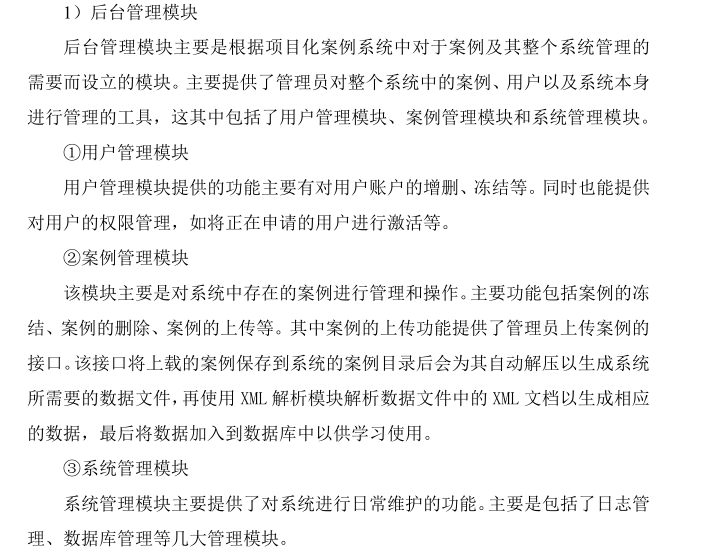 1）后台管理模块
后台管理模块主要是根据项目化案例系统中对于案例及其整个系统管理的
需要而设立的模块。主要提供了管理员对整个系统中的案例、用户以及系统本身
进行管理的工具，这其中包括了用户管理模块、案例管理模块和系统管理模块。
①用户管理模块
用户管理模块提供的功能主要有对用户账户的增删、冻结等。同时也能提供
对用户的权限管理，如将正在申请的用户进行激活等。
②案例管理模块
该模块主要是对系统中存在的案例进行管理和操作。主要功能包括案例的冻
结、案例的删除、案例的上传等。其中案例的上传功能提供了管理员上传案例的
接口。该接口将上载的案例保存到系统的案例目录后会为其自动解压以生成系统
所需要的数据文件，再使用 XML 解析模块解析数据文件中的 XML 文档以生成相应
的数据，最后将数据加入到数据库中以供学习使用。
③系统管理模块
系统管理模块主要提供了对系统进行日常维护的功能。主要是包括了日志管
理、数据库管理等几大管理模块。